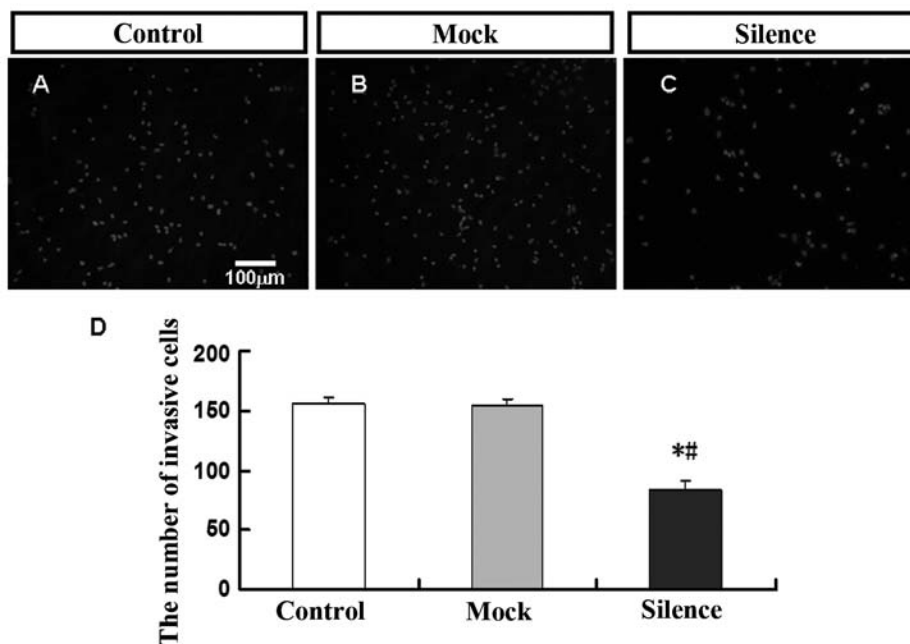 Control Mock Silence
A B C
100μm
D
The number of invasive cells
200
150
100
50
0
*#
Control Mock Silence